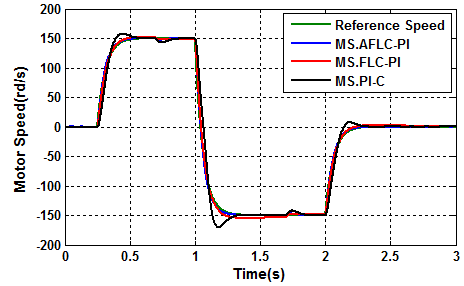 200
150
100
50
0
-50
-100
-150
-200
Motor Speed(rd/s)
Reference Speed
MS.AFLC-PI
MS.FLC-PI
MS.PI-C
0 0.5 1 1.5 2 2.5 3
Time(s)